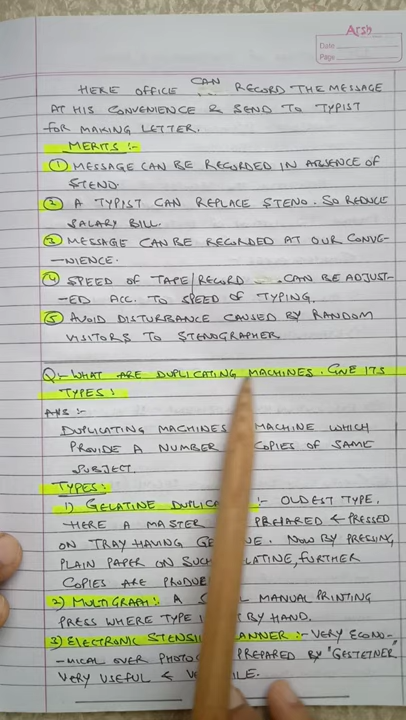 Arsh
Date
Page
HERE OFFICE CAN RECORD THE MESSAGE
AT HIS CONVENIENCE & SEND TO TYPIST
FOR MAKING LETTER.
MERITS :-
① MESSAGE CAN BE RECORDED IN ABSENCE OF
STENO.
② A TYPIST CAN REPLACE STENO. SO REDUCE
SALARY BILL.
③ MESSAGE CAN BE RECORDED AT OUR CONVE-
-NIENCE.
④ SPEED OF TAPE/RECORD CAN BE ADJUST-
-ED ACC. TO SPEED OF TYPING.
⑤ AVOID DISTURBANCE CAUSED BY RANDOM
VISITORS TO STENOGRAPHER
Q:- WHAT ARE DUPLICATING MACHINES. GIVE ITS
TYPES :
ANS :-
DUPLICATING MACHINES MACHINE WHICH
PROVIDE A NUMBER COPIES OF SAME
SUBJECT.
TYPES:
1) GELATINE :- OLDEST TYPE.
HERE A MASTER PREPARED & PRESSED
ON TRAY HAVING NOW BY PRESSING
PLAIN PAPER ON FURTHER
COPIES ARE
2) MULTIGRAPH:- A MANUAL PRINTING
PRESS WHERE TYPE BY HAND.
3) ELECTRONIC :- VERY ECONO-
-MICAL OVER PREPARED BY "GESTETNER"
VERY USEFUL &